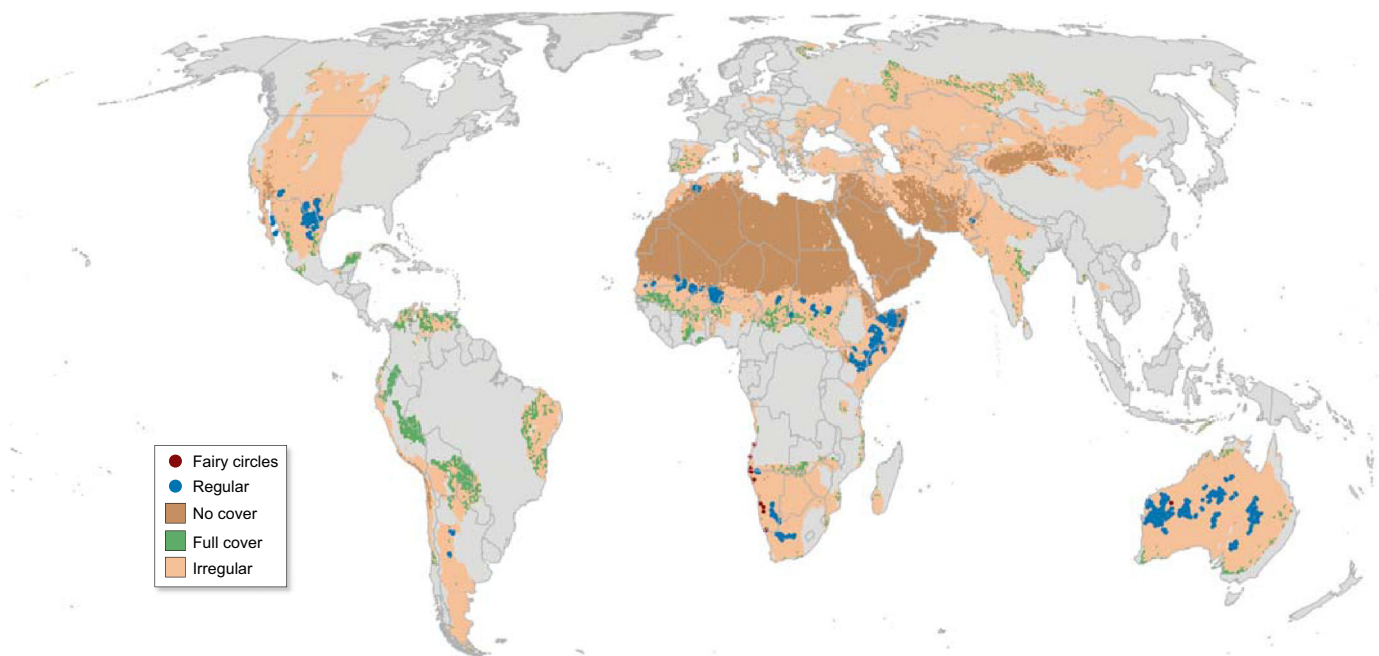 Fairy circles
Regular
No cover
Full cover
Irregular